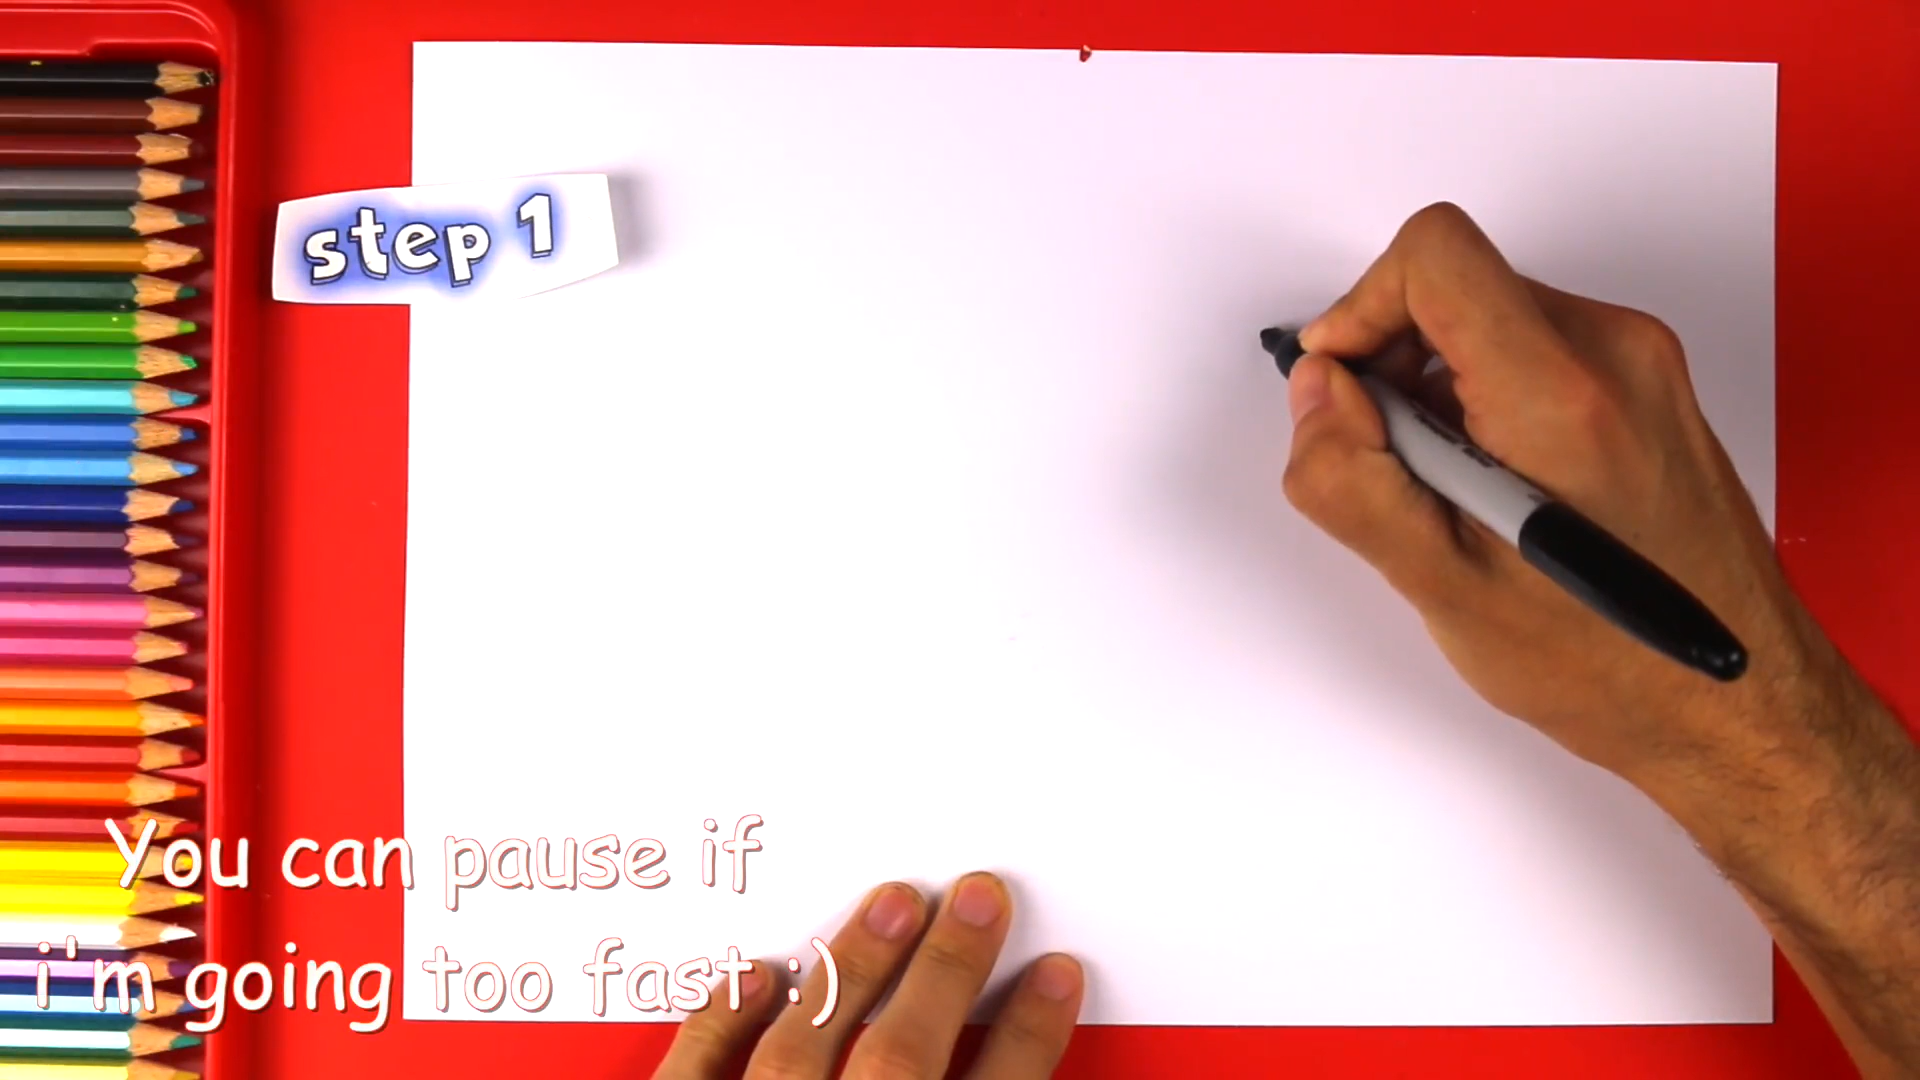 step 1
You can pause if
i'm going too fast :)